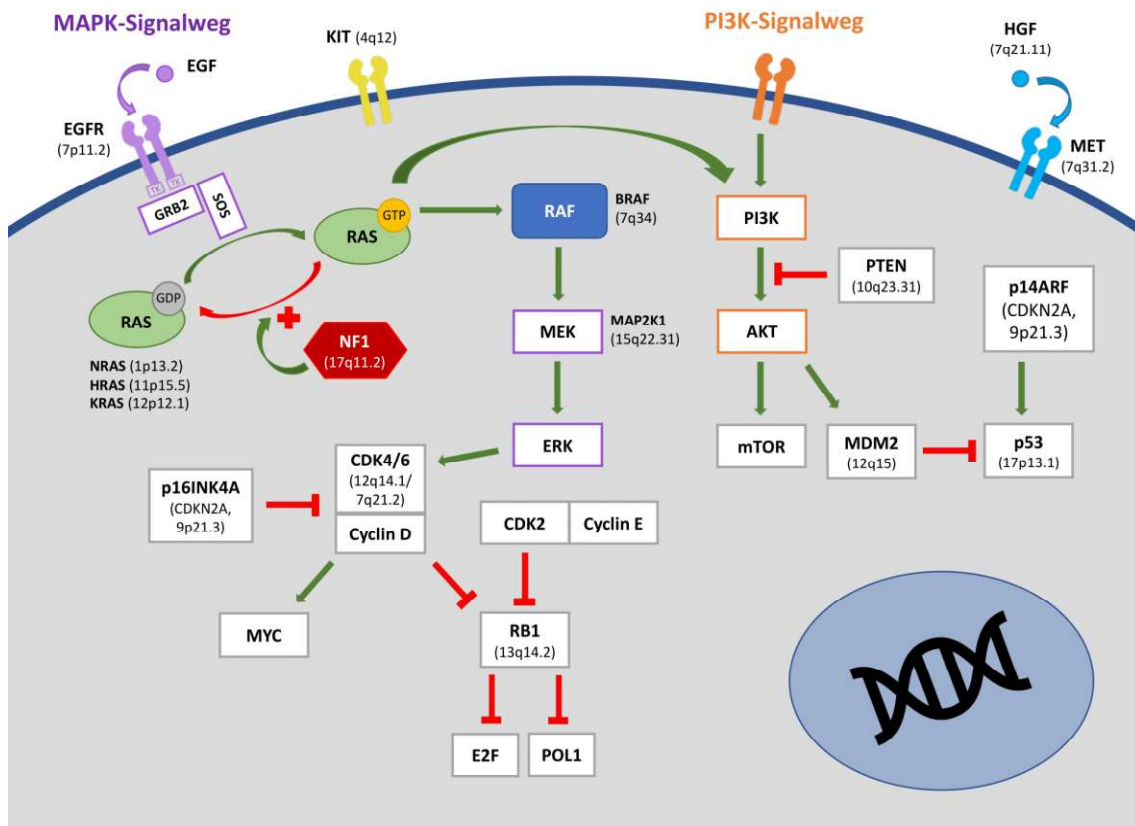 MAPK-Signalweg
PI3K-Signalweg
EGF
KIT (4q12)
HGF
(7q21.11)
EGFR
(7p11.2)
MET
(7q31.2)
TK TK
GRB2
SOS
RAS
GTP
RAF
BRAF
(7q34)
PI3K
RAS
GDP
NRAS (1p13.2)
HRAS (11p15.5)
KRAS (12p12.1)
NF1
(17q11.2)
MEK
MAP2K1
(15q22.31)
PTEN
(10q23.31)
AKT
p14ARF
(CDKN2A,
9p21.3)
ERK
mTOR
MDM2
(12q15)
p53
(17p13.1)
p16INK4A
(CDKN2A,
9p21.3)
CDK4/6
(12q14.1/
7q21.2)
Cyclin D
CDK2
Cyclin E
MYC
RB1
(13q14.2)
E2F
POL1